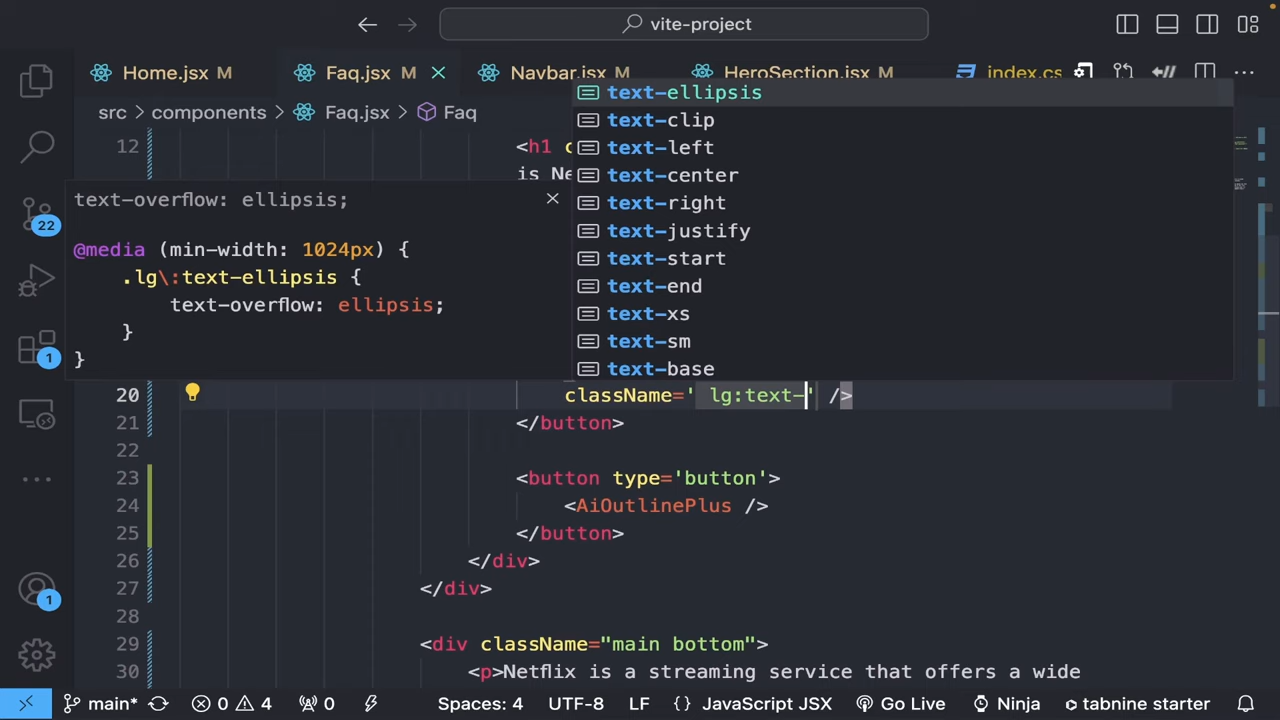 vite-project
Home.jsx M
Faq.jsx M
Navbar.jsx M
HeroSection.jsx M
index.cs
src > components > Faq.jsx > Faq
text-ellipsis
text-clip
text-left
text-center
text-right
text-justify
text-start
text-end
text-xs
text-sm
text-base
12 <h1 c
is Ne
text-overflow: ellipsis;
@media (min-width: 1024px) {
.lg\:text-ellipsis {
text-overflow: ellipsis;
}
}
22
1
1
20 className=' lg:text-' />
21 </button>
22
23 <button type='button'>
24 <AiOutlinePlus />
25 </button>
26 </div>
27 </div>
28
29 <div className="main bottom">
30 <p>Netflix is a streaming service that offers a wide
main* 0 4 0 Spaces: 4 UTF-8 LF {} JavaScript JSX Go Live Ninja tabnine starter